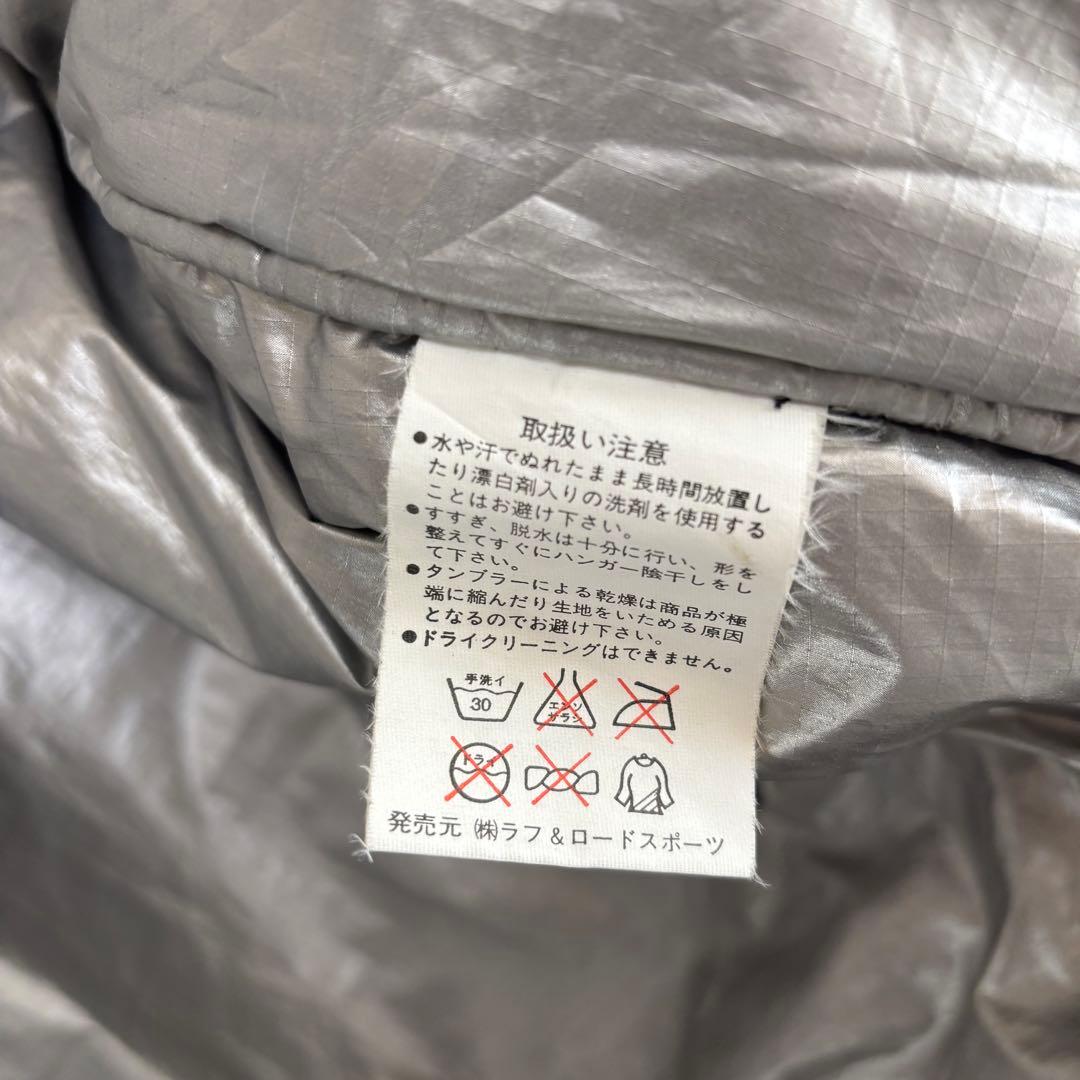 取扱い注意
●水や汗でぬれたまま長時間放置し
たり漂白剤入りの洗剤を使用する
ことはお避け下さい。
●すすぎ、脱水は十分に行い、形を
整えてすぐにハンガー陰干しをし
て下さい。
●タンブラーによる乾燥は商品が極
端に縮んだり生地をいためる原因
となるのでお避け下さい。
●ドライクリーニングはできません。
手洗イ
30
エンソ
サラシ
ドライ
発売元 ㈱ラフ&ロードスポーツ